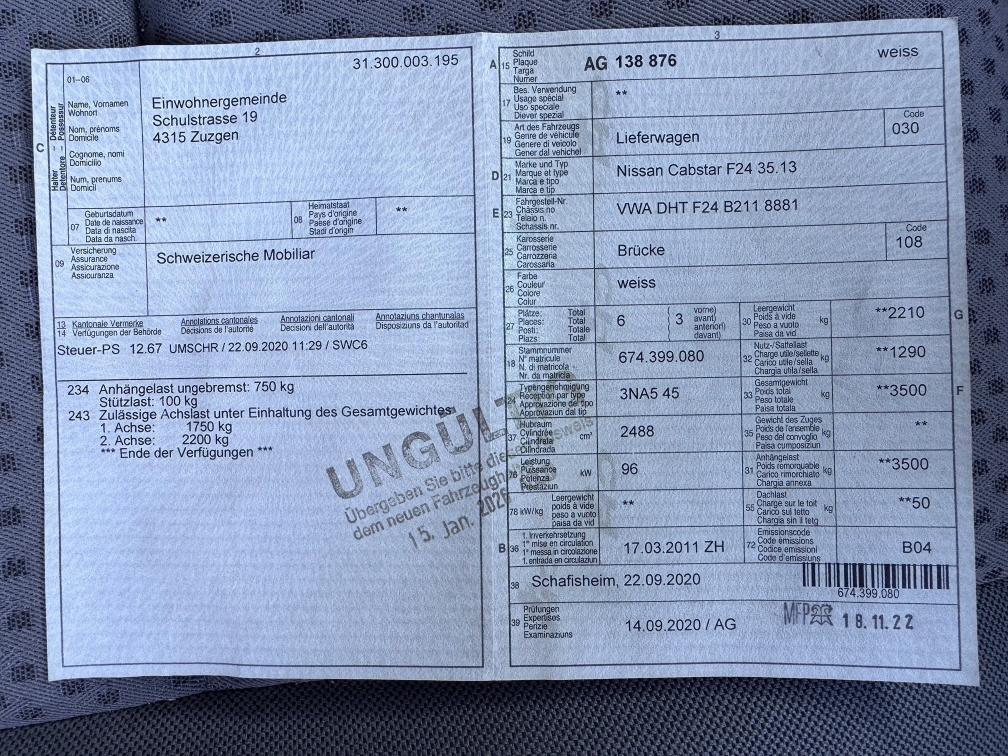 2
31.300.003.195
C
Halter – Détenteur
Detentore – Possessur
01–06
Name, Vornamen
Wohnort
Nom, prénoms
Domicile
Cognome, nomi
Domicilio
Num, prenums
Domicil
Einwohnergemeinde
Schulstrasse 19
4315 Zuzgen
07
Geburtsdatum
Date de naissance
Data di nascita
Data da nasch.
**
08
Heimatstaat
Pays d'origine
Paese d'origine
Stadi d'origin
**
09
Versicherung
Assurance
Assicurazione
Assicuranza
Schweizerische Mobiliar
13 Kantonale Vermerke
14 Verfügungen der Behörde
Annotations cantonales
Décisions de l'autorité
Annotazioni cantonali
Decisioni dell'autorità
Annotaziuns chantunalas
Disposiziuns da l'autoritad
Steuer-PS 12.67 UMSCHR / 22.09.2020 11:29 / SWC6
234 Anhängelast ungebremst: 750 kg
Stützlast: 100 kg
243 Zulässige Achslast unter Einhaltung des Gesamtgewichtes
1. Achse: 1750 kg
2. Achse: 2200 kg
*** Ende der Verfügungen ***
Übergeben Sie bitte
dem neuen
15. Jan.
3
A 15
Schild
Plaque
Targa
Numer
AG 138 876
weiss
17
Bes. Verwendung
Usage spécial
Uso speciale
Diever spezial
**
19
Art des Fahrzeugs
Genre de véhicule
Genere di veicolo
Gener dal vehichel
Lieferwagen
Code
030
D 21
Marke und Typ
Marque et type
Marca e tipo
Marca e tip
Nissan Cabstar F24 35.13
E 23
Fahrgestell-Nr.
Châssis no
Telaio n.
Schassis nr.
VWA DHT F24 B211 8881
25
Karosserie
Carrosserie
Carrozzeria
Carossaria
Brücke
Code
108
26
Farbe
Couleur
Colore
Colur
weiss
27
Plätze: Total
Places: Total
Posti: Totale
Plazs: Total
6
( 3
vorne)
avant)
anteriori)
davant)
30
Leergewicht
Poids à vide
Peso a vuoto
Paisa da vid
kg
**2210
G
18
Stammnummer
N° matricule
N. di matricola
Nr. da matricla
674.399.080
32
Nutz-/Sattellast
Charge utile/sellette
Carico utile/sella
Chargia utila/sella
kg
**1290
24
Typengenehmigung
Réception par type
Approvazione del tipo
Approvaziun dal tip
3NA5 45
33
Gesamtgewicht
Poids total
Peso totale
Paisa totala
kg
**3500
F
37
Hubraum
Cylindrée
Cilindrata
Cilindrada
cm³
2488
35
Gewicht des Zuges
Poids de l'ensemble
Peso del convoglio
Paisa cumposiziun
kg
**
76
Leistung
Puissance
Potenza
Prestaziun
kW
96
31
Anhängelast
Poids remorquable
Carico rimorchiato
Chargia annexa
kg
**3500
78 kW/kg
Leergewicht
poids à vide
peso a vuoto
paisa da vid
**
55
Dachlast
Charge sur le toit
Carico sul tetto
Chargia sin il tetg
kg
**50
B 36
1. Inverkehrsetzung
1re mise en circulation
1a messa in circolazione
1. entrada en circulaziun
17.03.2011 ZH
72
Emissionscode
Code émissions
Codice emissioni
Code d'emissiuns
B04
38
Schafisheim, 22.09.2020
674.399.080
39
Prüfungen
Expertises
Perizie
Examinaziuns
14.09.2020 / AG
MFP 18.11.22